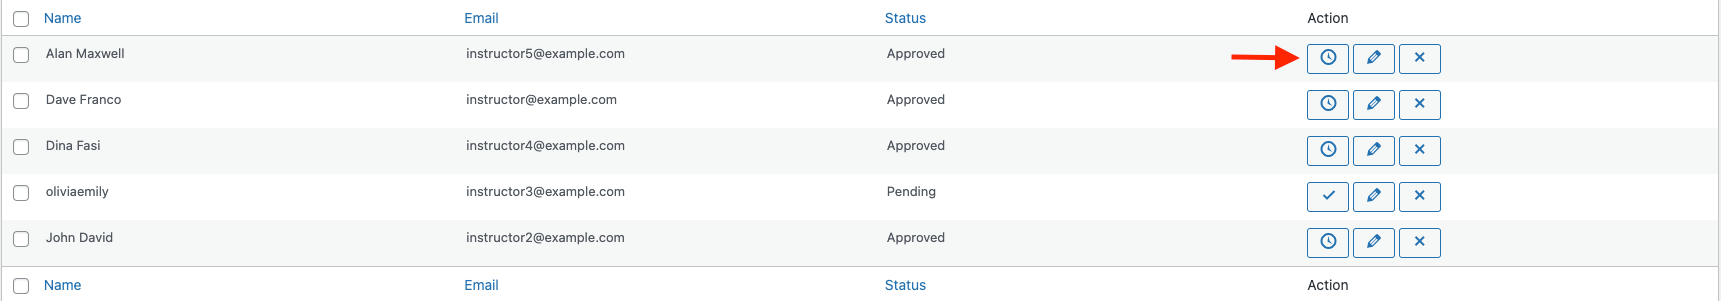 Name Email Status Action
Alan Maxwell instructor5@example.com Approved
Dave Franco instructor@example.com Approved
Dina Fasi instructor4@example.com Approved
oliviaemily instructor3@example.com Pending
John David instructor2@example.com Approved
Name Email Status Action